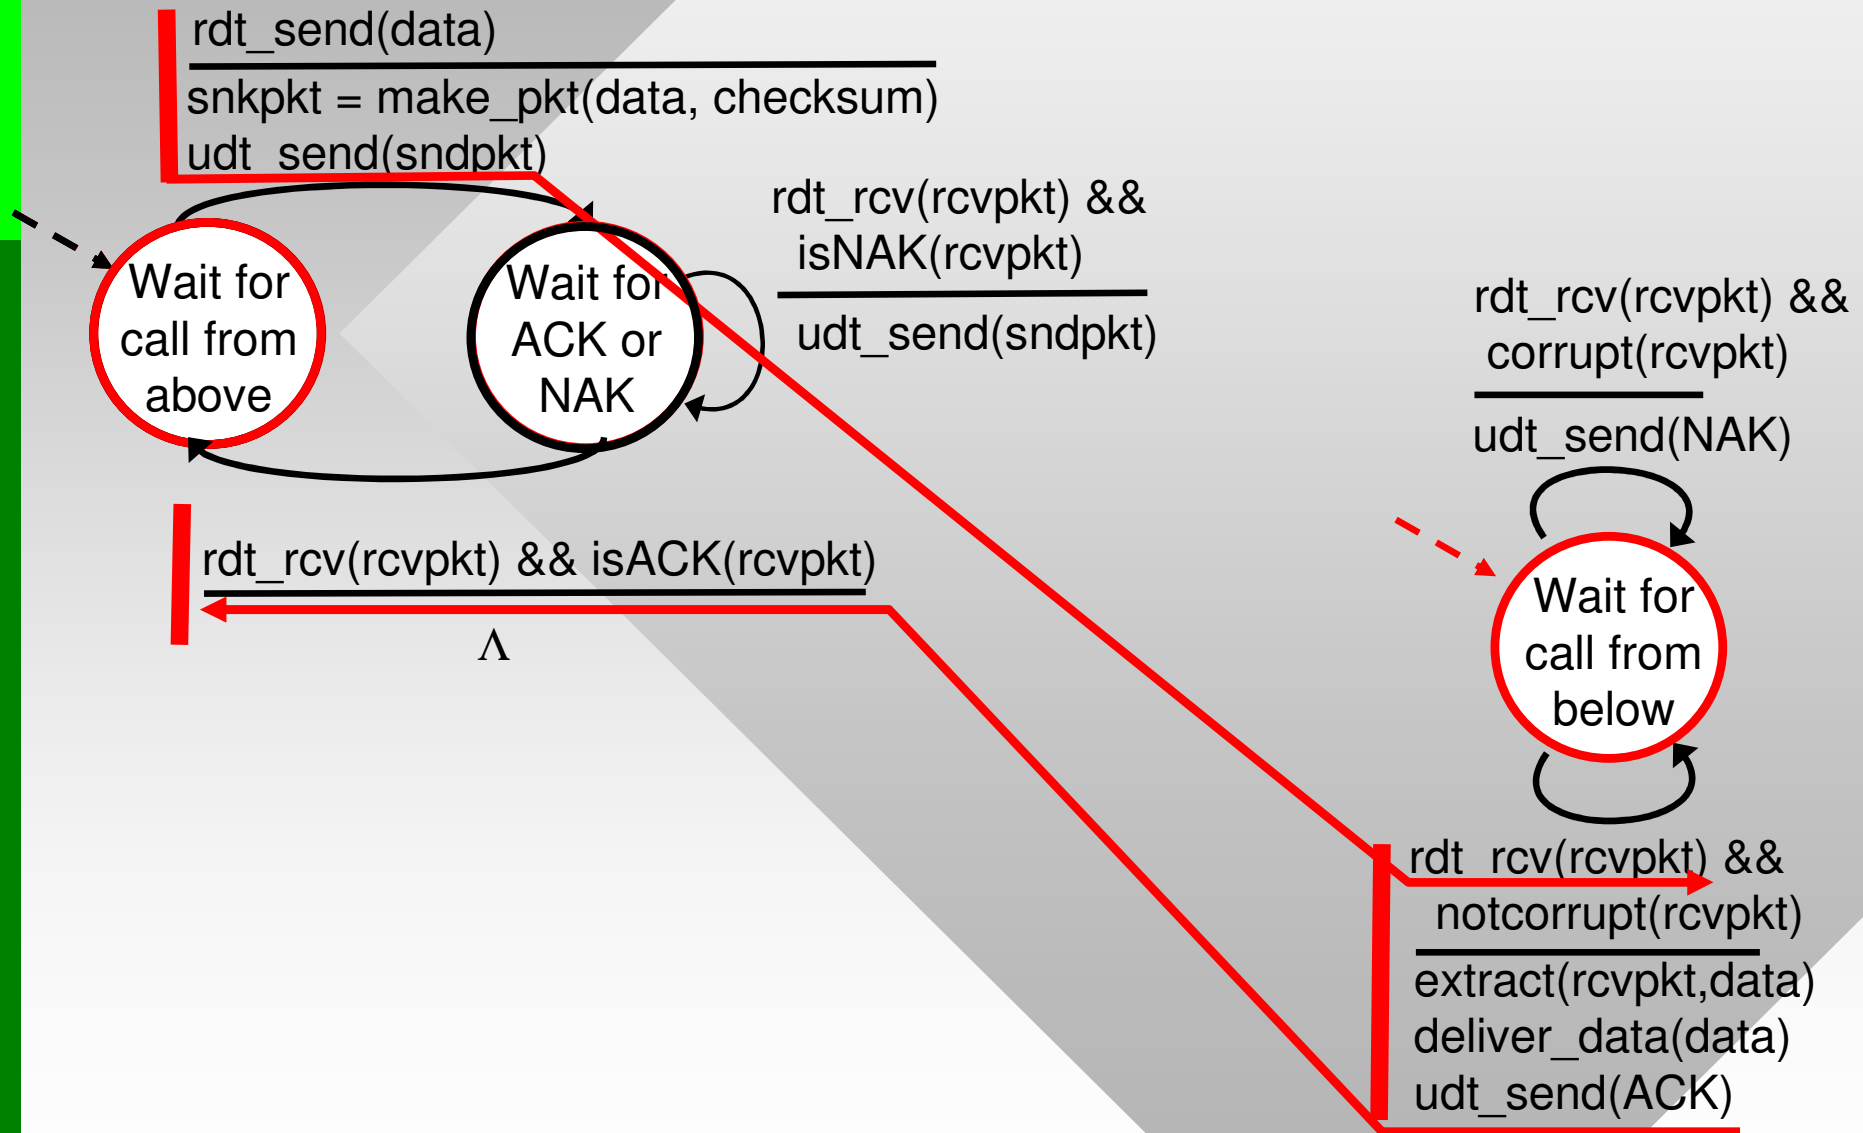 rdt_send(data)
snkpkt = make_pkt(data, checksum)
udt_send(sndpkt)
rdt_rcv(rcvpkt) &&
isNAK(rcvpkt)
udt_send(sndpkt)
Wait for
call from
above
Wait for
ACK or
NAK
rdt_rcv(rcvpkt) && isACK(rcvpkt)
Λ
rdt_rcv(rcvpkt) &&
corrupt(rcvpkt)
udt_send(NAK)
Wait for
call from
below
rdt_rcv(rcvpkt) &&
notcorrupt(rcvpkt)
extract(rcvpkt,data)
deliver_data(data)
udt_send(ACK)